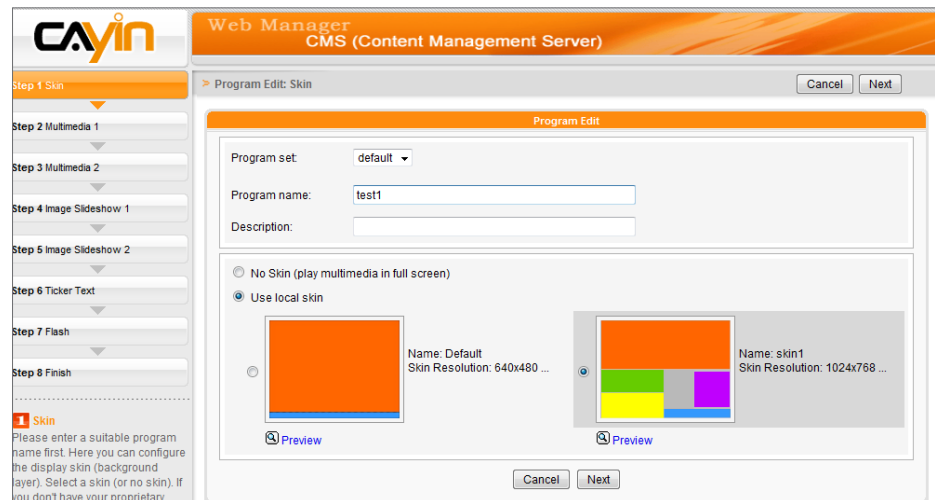 CAYIN
Web Manager
CMS (Content Management Server)
Step 1 Skin
Step 2 Multimedia 1
Step 3 Multimedia 2
Step 4 Image Slideshow 1
Step 5 Image Slideshow 2
Step 6 Ticker Text
Step 7 Flash
Step 8 Finish
1 Skin
Please enter a suitable program
name first. Here you can configure
the display skin (background
layer). Select a skin (or no skin). If
you don't have your proprietary
» Program Edit: Skin
Cancel Next
Program Edit
Program set: default
Program name: test1
Description:
No Skin (play multimedia in full screen)
Use local skin
Name: Default
Skin Resolution: 640x480 ...
Preview
Name: skin1
Skin Resolution: 1024x768 ...
Preview
Cancel Next